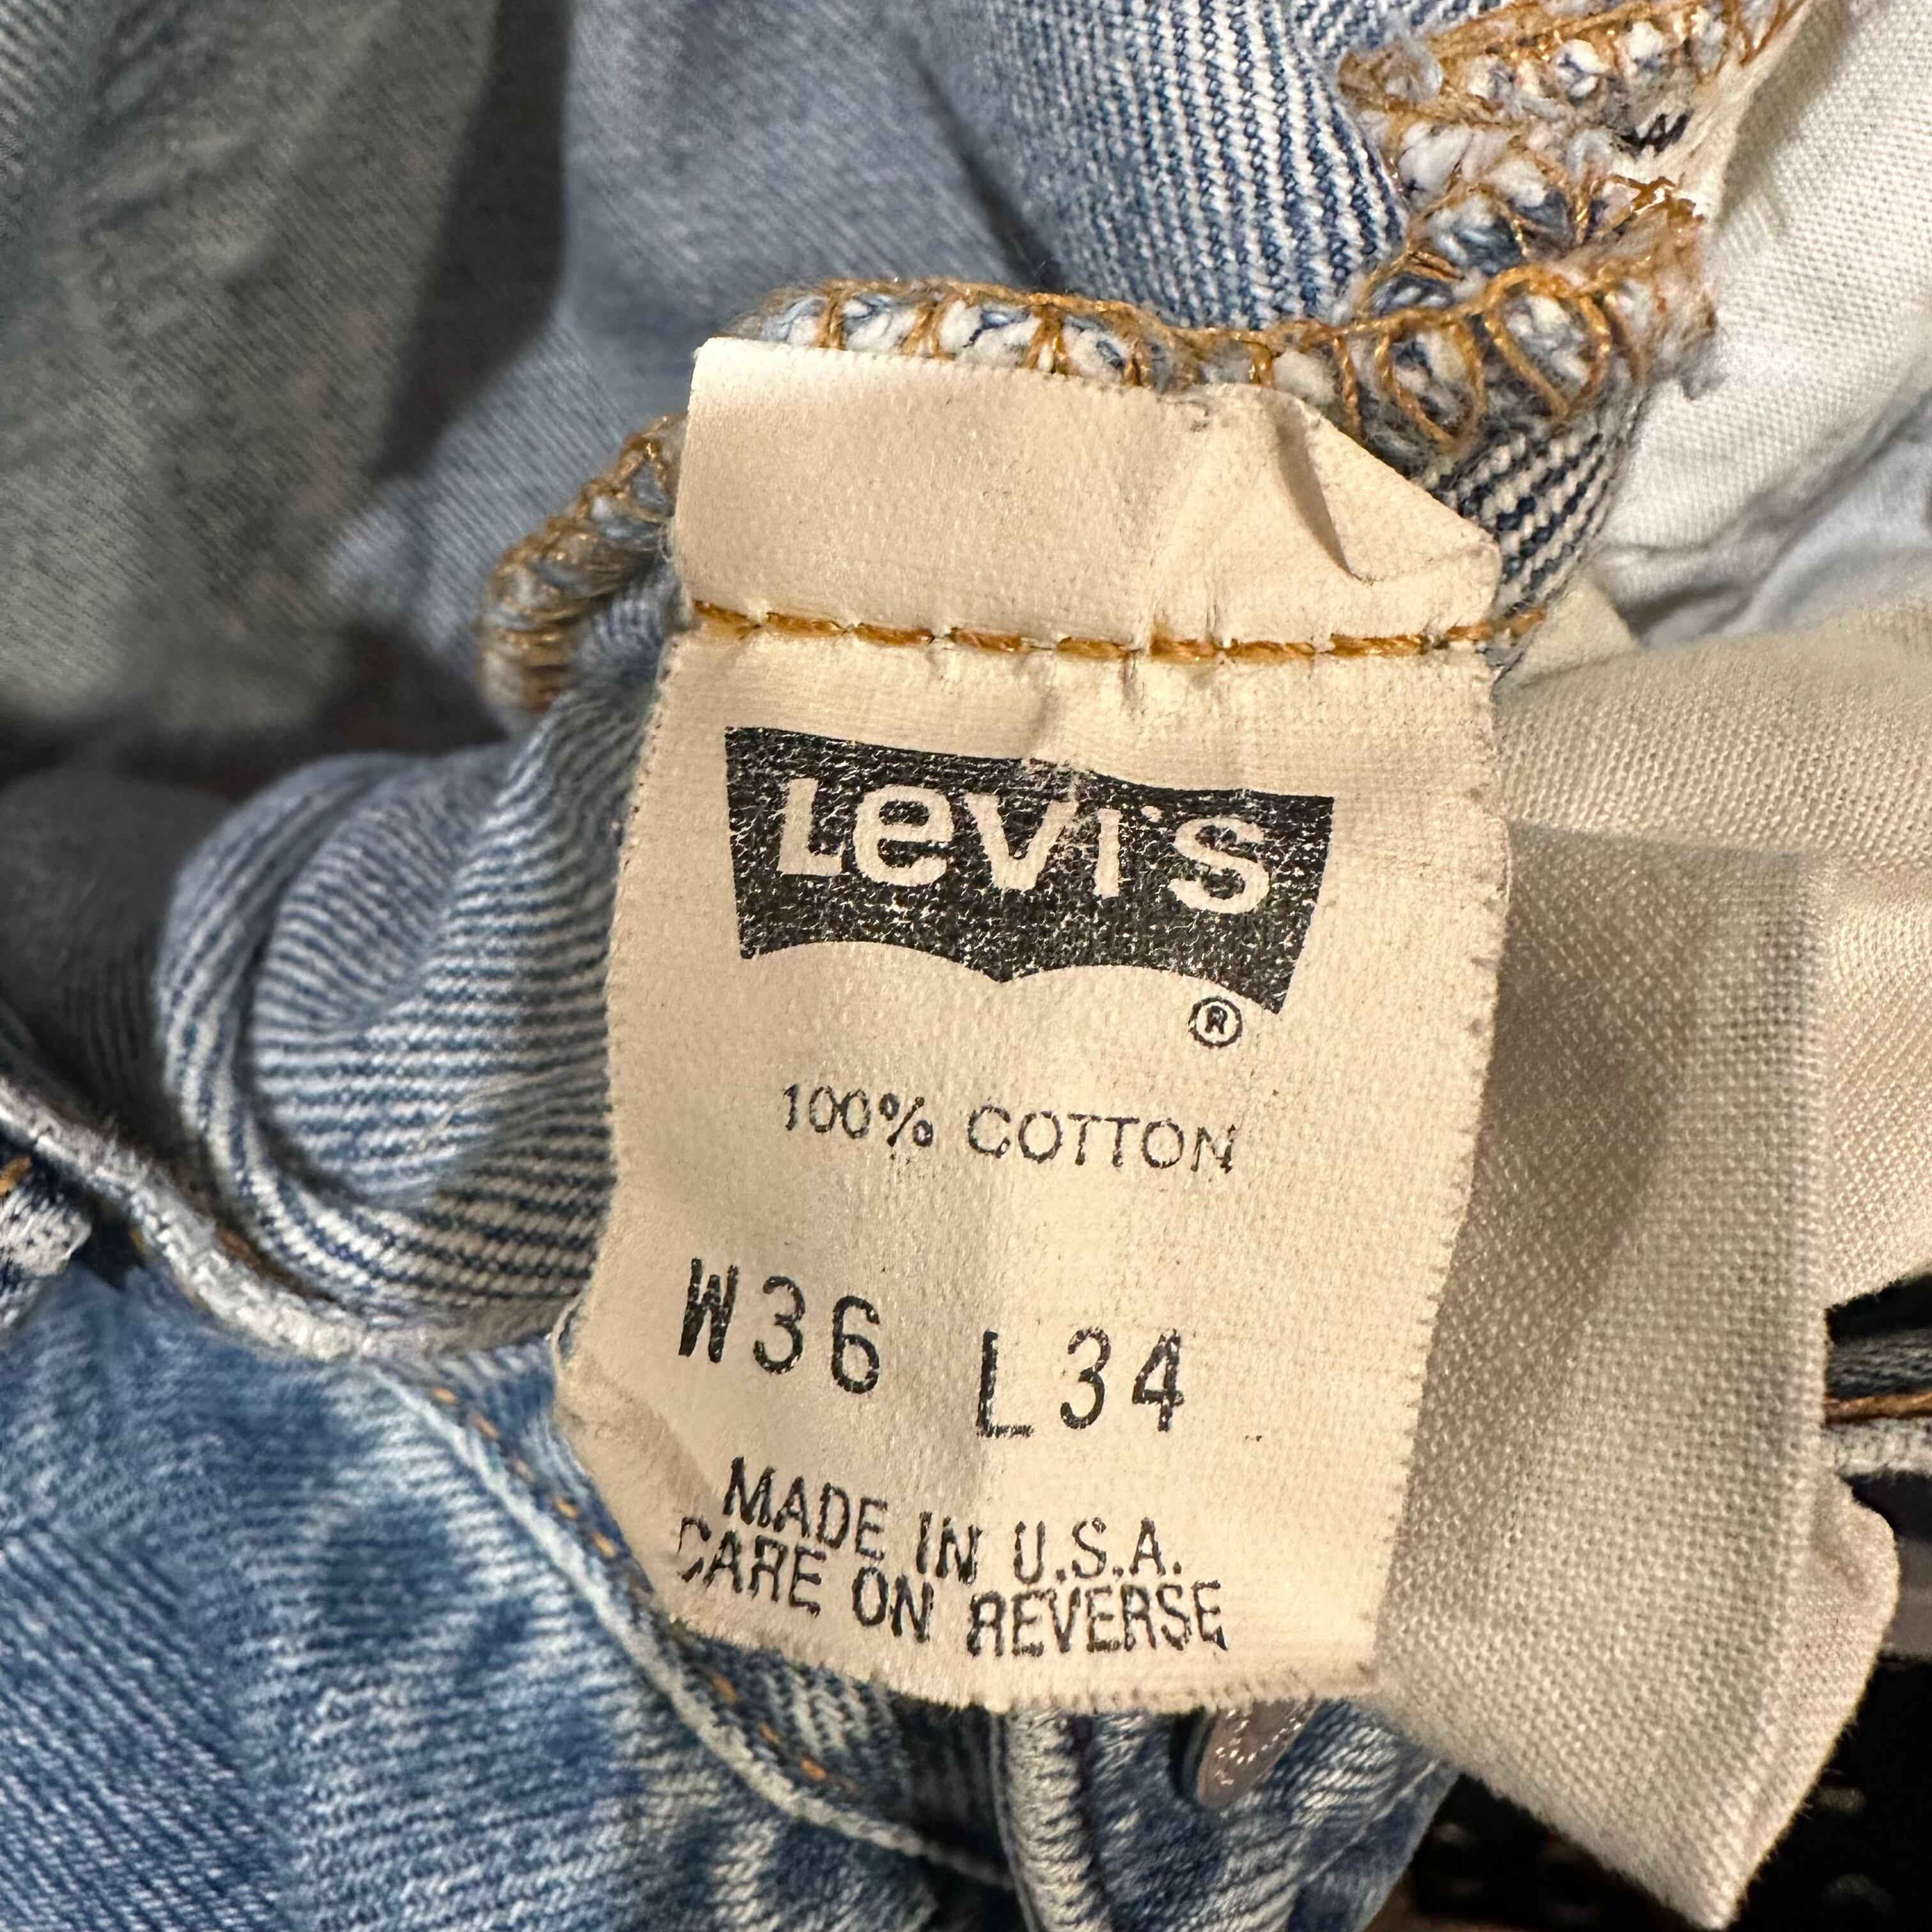 Levi's
®
100% COTTON
W36 L34
MADE IN U.S.A.
CARE ON REVERSE